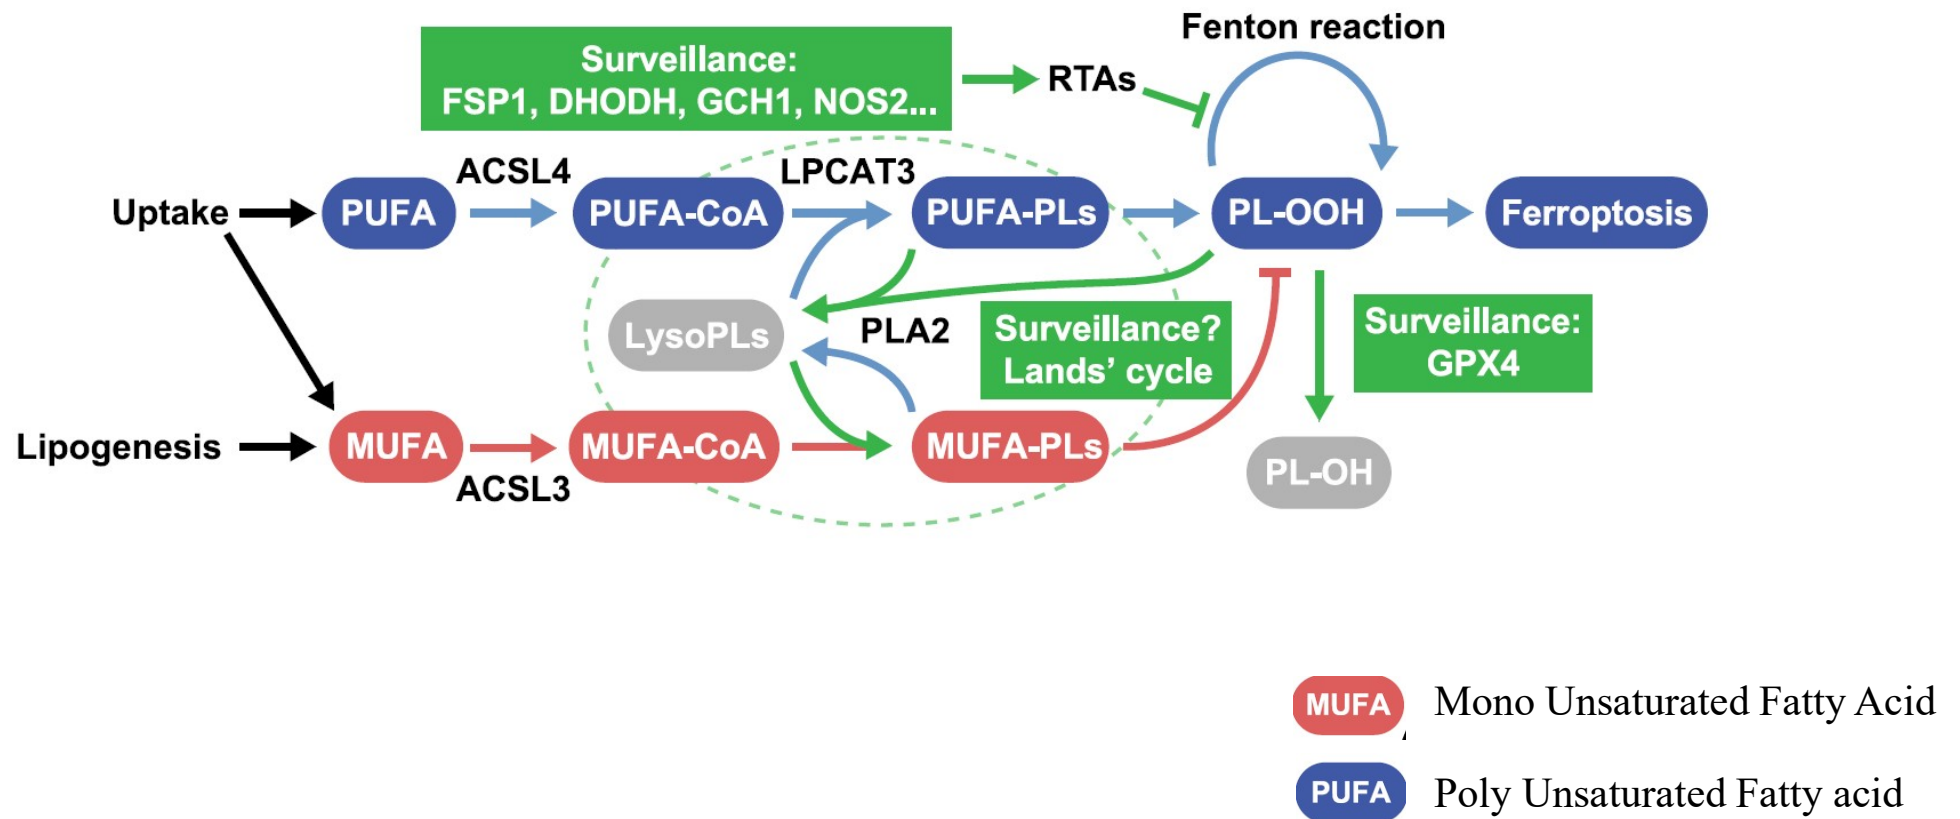 Fenton reaction
Surveillance:
FSP1, DHODH, GCH1, NOS2...
RTAs
ACSL4
LPCAT3
Uptake
PUFA
PUFA-CoA
PUFA-PLs
PL-OOH
Ferroptosis
LysoPLs
PLA2
Surveillance?
Lands’ cycle
Surveillance:
GPX4
Lipogenesis
MUFA
MUFA-CoA
MUFA-PLs
PL-OH
ACSL3
MUFA Mono Unsaturated Fatty Acid
PUFA Poly Unsaturated Fatty acid